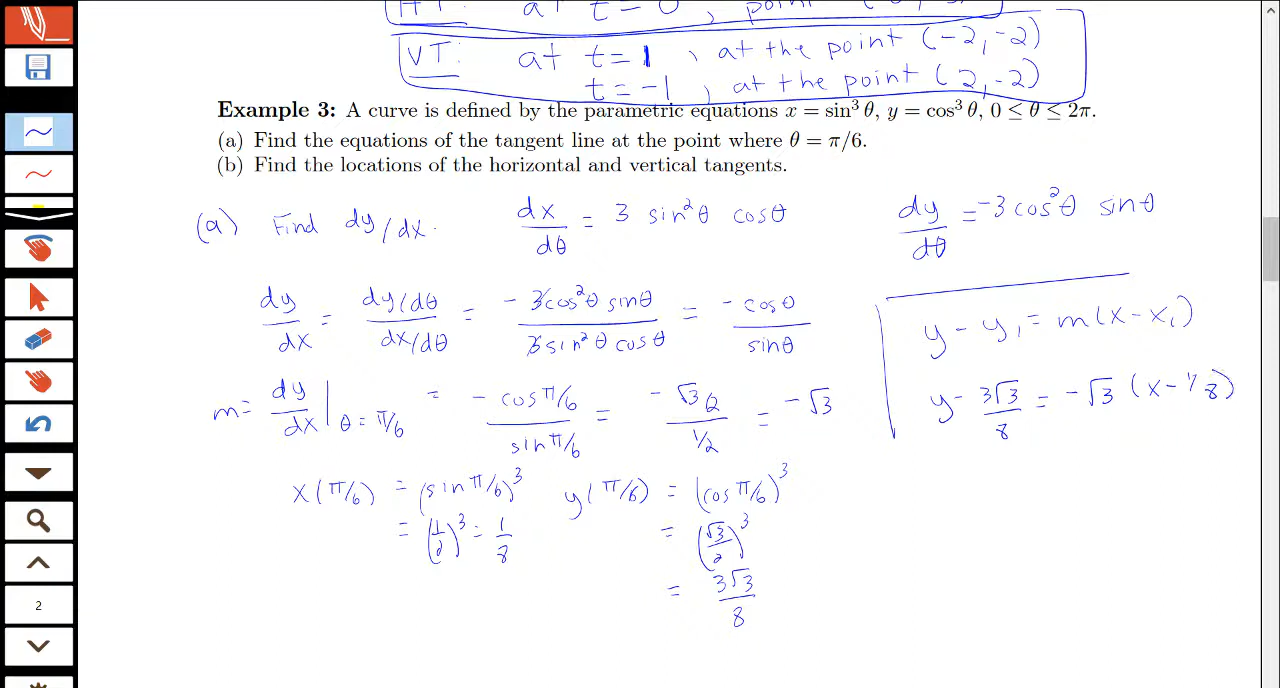 at t = 0, point
VT: at t = 1, at the point (-2, -2)
t = -1, at the point (2, -2)
Example 3: A curve is defined by the parametric equations x = sin³ θ, y = cos³ θ, 0 ≤ θ ≤ 2π.
(a) Find the equations of the tangent line at the point where θ = π/6.
(b) Find the locations of the horizontal and vertical tangents.
(a) Find dy/dx. dx/dθ = 3 sin²θ cosθ dy/dθ = -3 cos²θ sinθ
dy/dx = (dy/dθ)/(dx/dθ) = (-3cos²θ sinθ)/(3sin²θ cosθ) = -cosθ/sinθ
y - y₁ = m(x - x₁)
m = dy/dx|θ = π/6 = (-cos π/6)/(sin π/6) = (-√3/2)/(1/2) = -√3
y - 3√3/8 = -√3 (x - 1/8)
x(π/6) = (sin π/6)³ y(π/6) = (cos π/6)³
= (1/2)³ = 1/8 = (√3/2)³
= 3√3/8
2